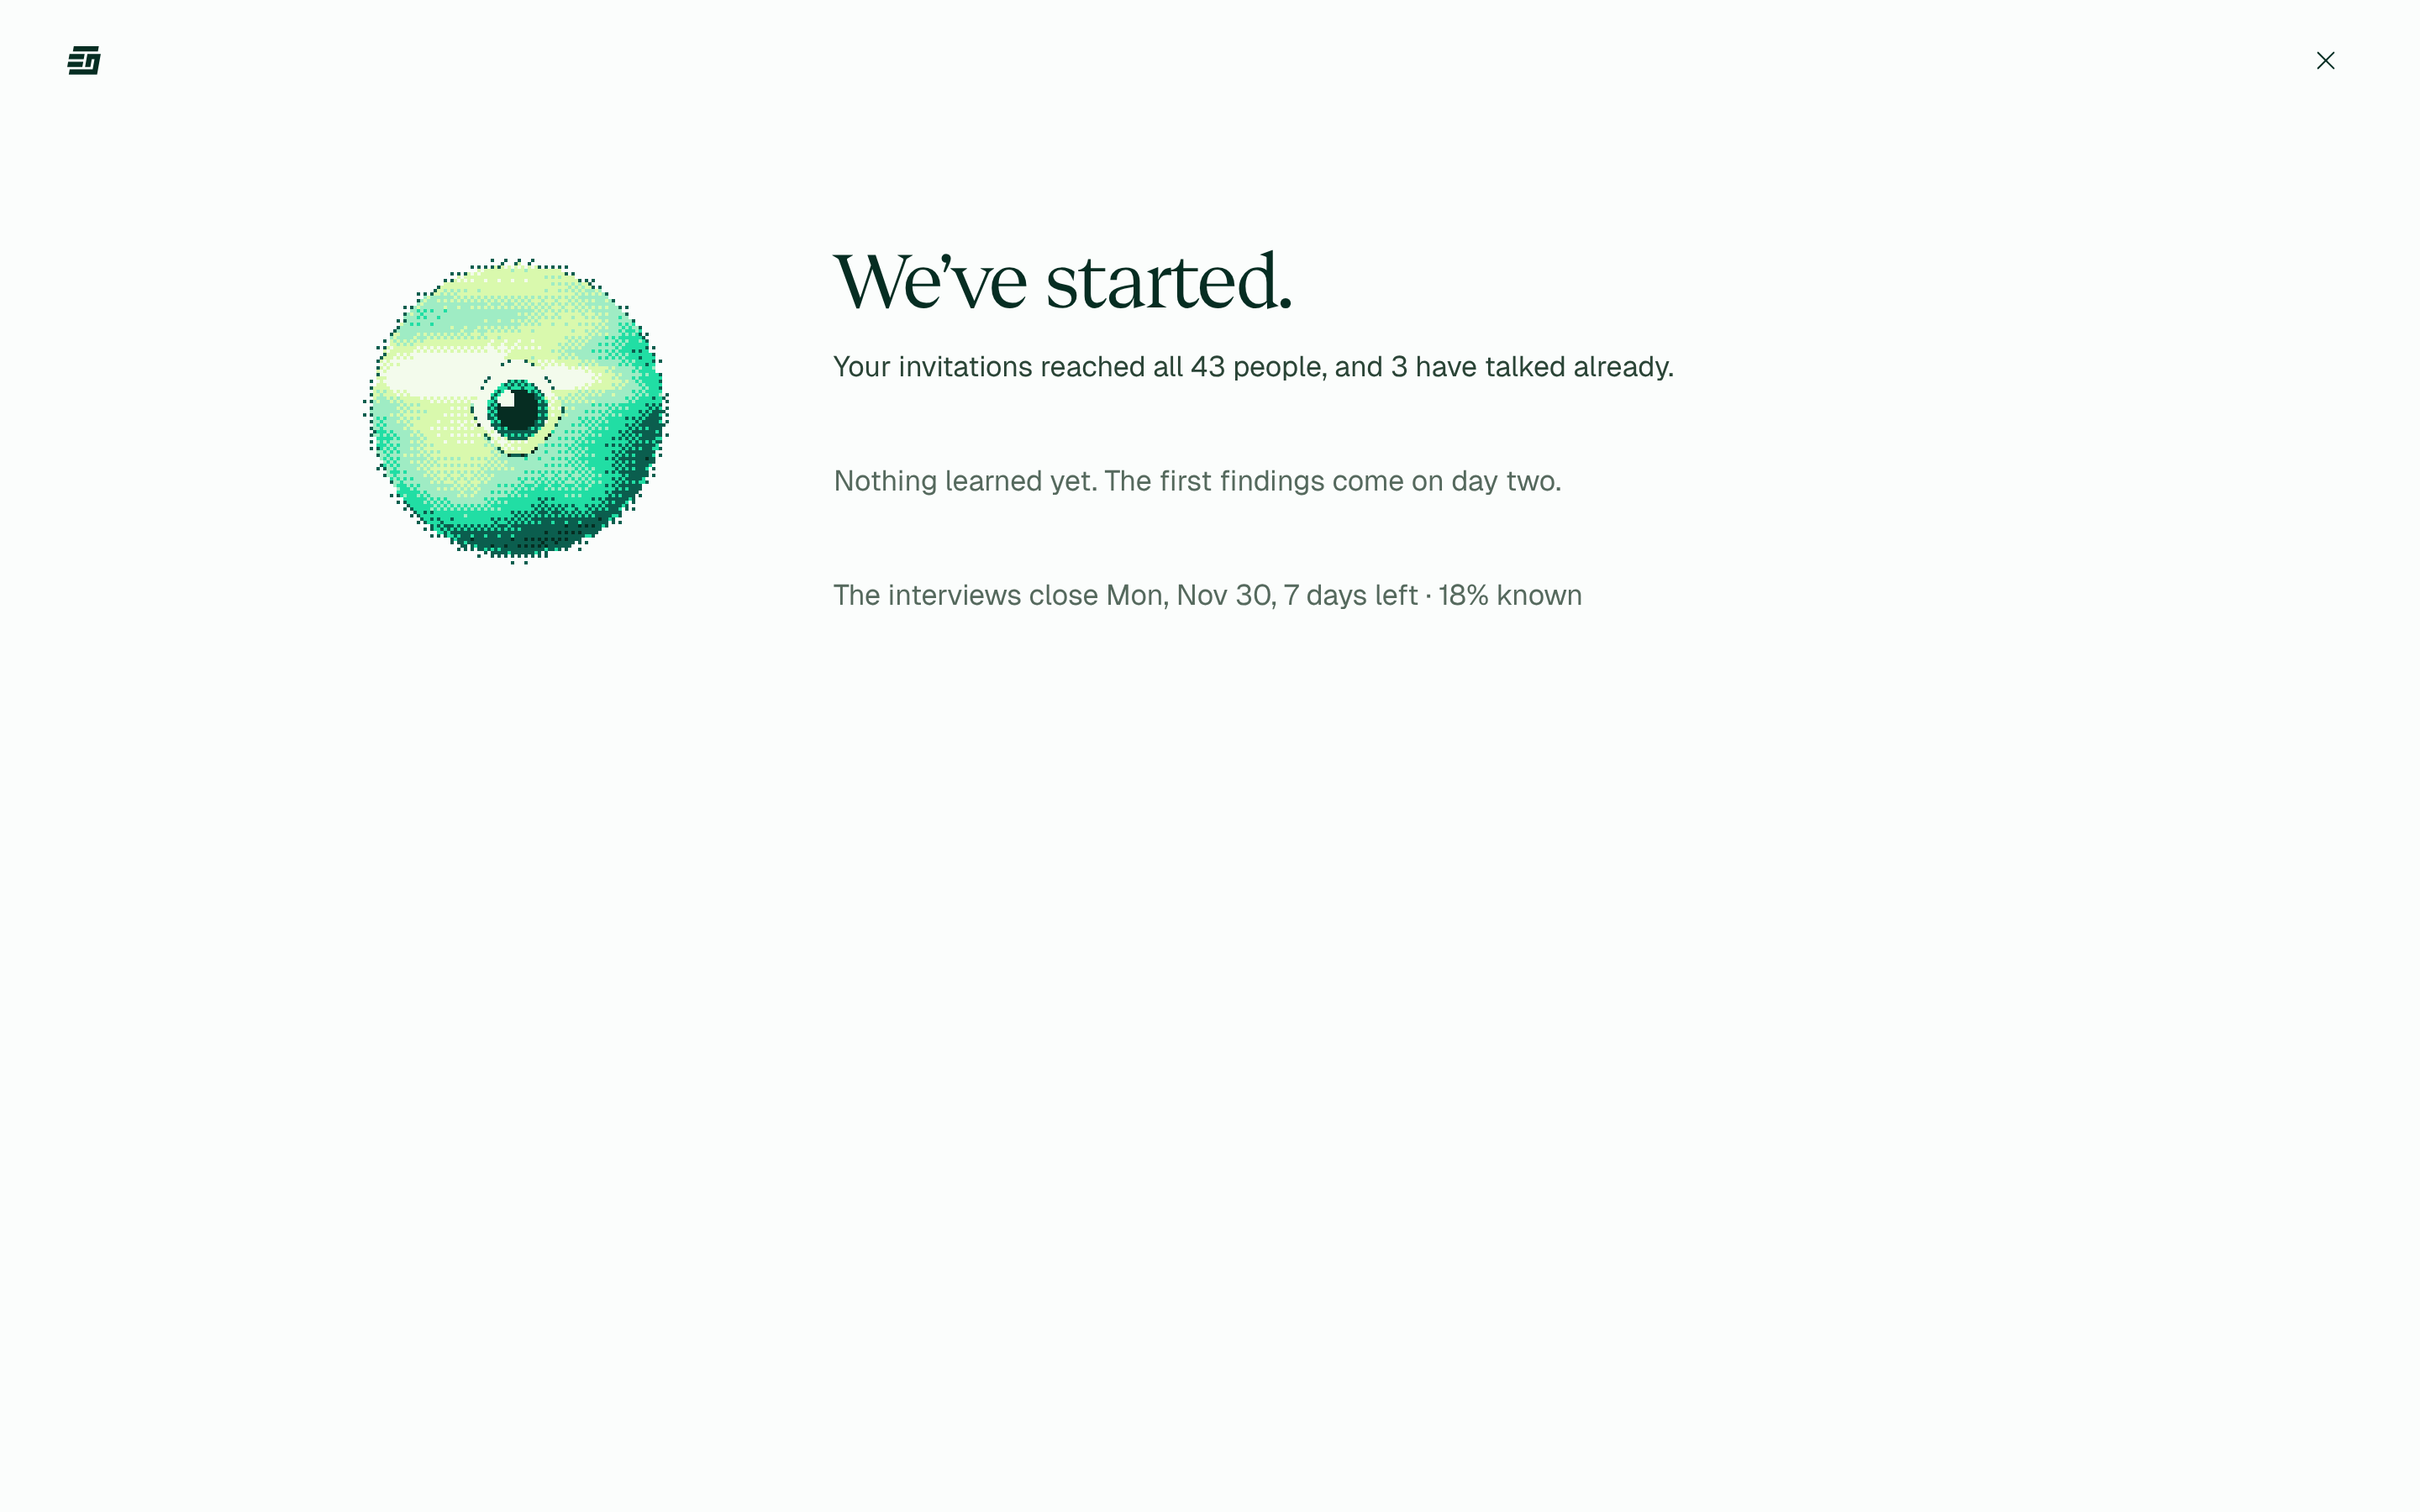 We’ve started.
Your invitations reached all 43 people, and 3 have talked already.
Nothing learned yet. The first findings come on day two.
The interviews close Mon, Nov 30, 7 days left · 18% known